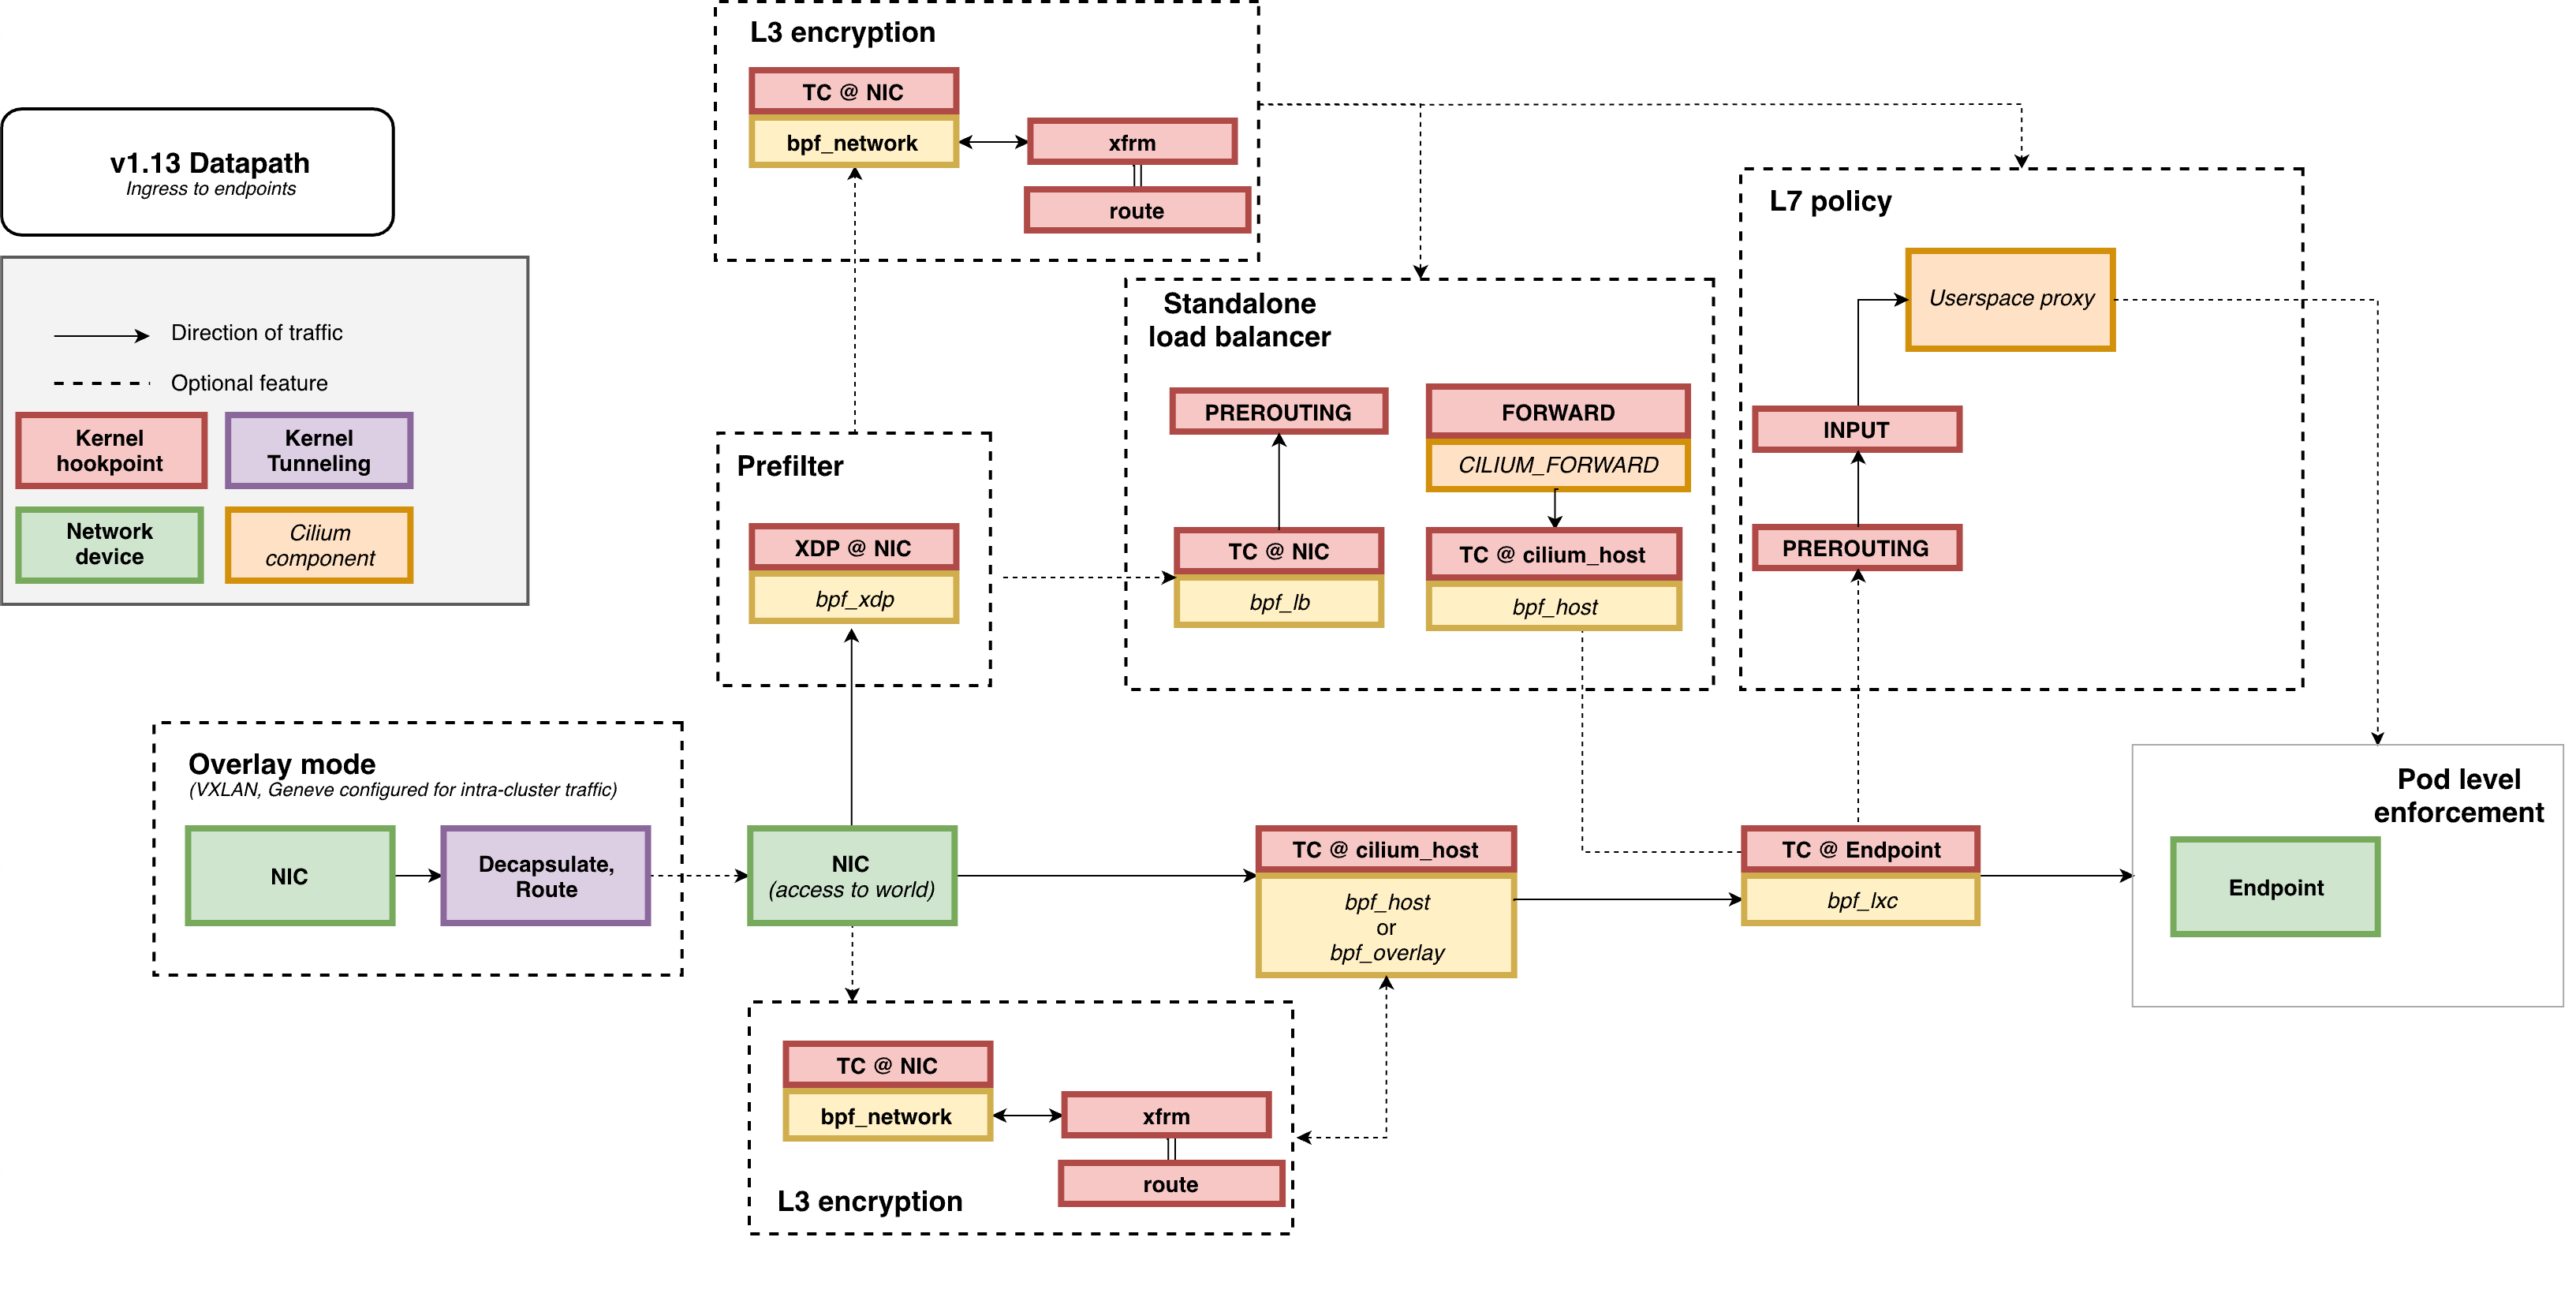 v1.13 Datapath
Ingress to endpoints
Direction of traffic
Optional feature
Kernel
hookpoint
Kernel
Tunneling
Network
device
Cilium
component
L3 encryption
TC @ NIC
bpf_network
xfrm
route
Standalone
load balancer
PREROUTING
FORWARD
CILIUM_FORWARD
TC @ NIC
bpf_lb
TC @ cilium_host
bpf_host
L7 policy
Userspace proxy
INPUT
PREROUTING
Prefilter
XDP @ NIC
bpf_xdp
Overlay mode
(VXLAN, Geneve configured for intra-cluster traffic)
NIC
Decapsulate,
Route
NIC
(access to world)
TC @ cilium_host
bpf_host
or
bpf_overlay
TC @ Endpoint
bpf_lxc
Pod level
enforcement
Endpoint
TC @ NIC
bpf_network
xfrm
route
L3 encryption